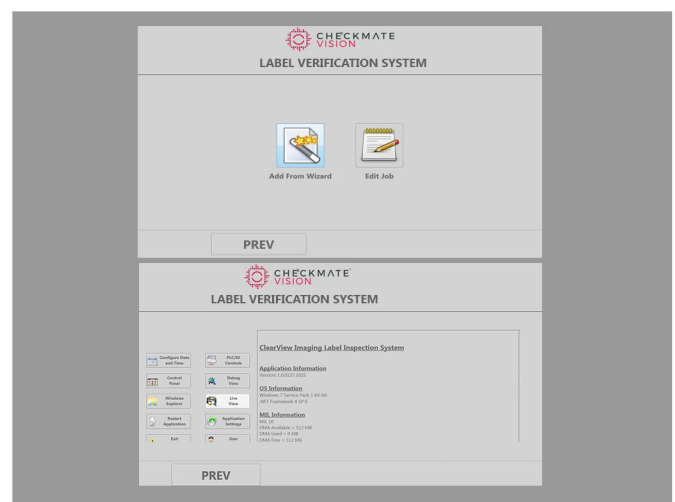 CHECKMATE
VISION
LABEL VERIFICATION SYSTEM
Add From Wizard
Edit Job
PREV
CHECKMATE
VISION
LABEL VERIFICATION SYSTEM
Configure Date
and Time
PLC/IO
Controls
Control
Panel
Debug
View
Windows
Explorer
Live
View
Restart
Application
Application
Settings
Exit
User
ClearView Imaging Label Inspection System
Application Information
OS Information
Windows 7 Service Pack 1 64-bit
.NET Framework 4 SP 0
MIL Information
MIL 10
DMA Available = 512 MB
DMA Used = 0 MB
DMA Free = 512 MB
PREV